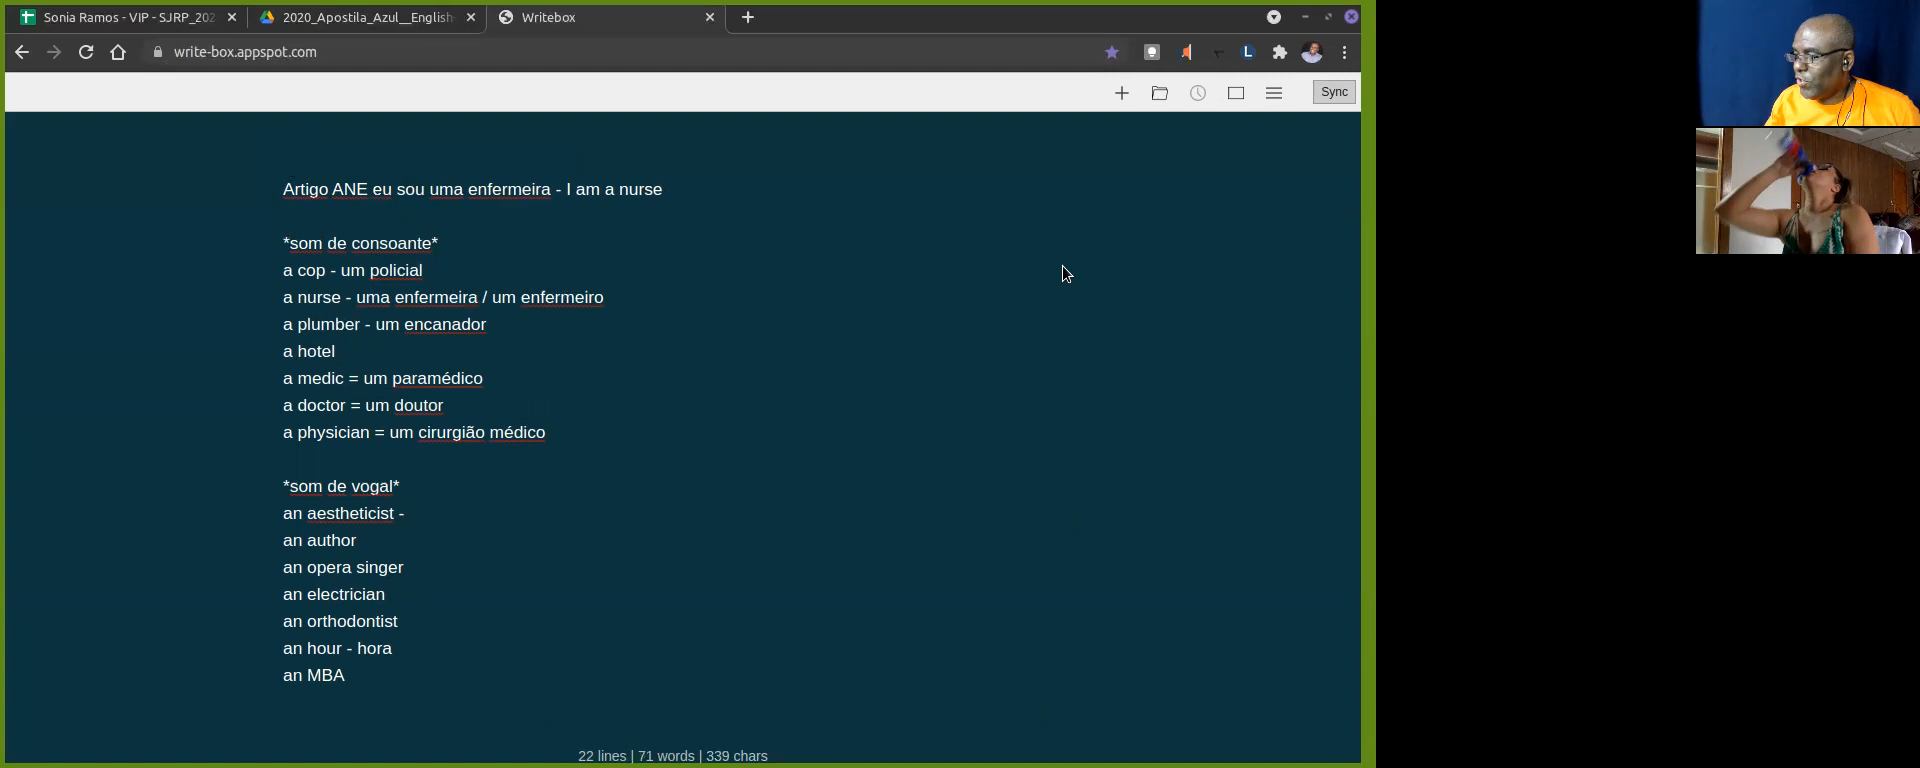 Sonia Ramos - VIP - SJRP_202
2020_Apostila_Azul__English
Writebox
write-box.appspot.com
L
Sync
Artigo ANE eu sou uma enfermeira - I am a nurse
*som de consoante*
a cop - um policial
a nurse - uma enfermeira / um enfermeiro
a plumber - um encanador
a hotel
a medic = um paramédico
a doctor = um doutor
a physician = um cirurgião médico
*som de vogal*
an aestheticist -
an author
an opera singer
an electrician
an orthodontist
an hour - hora
an MBA
22 lines | 71 words | 339 chars